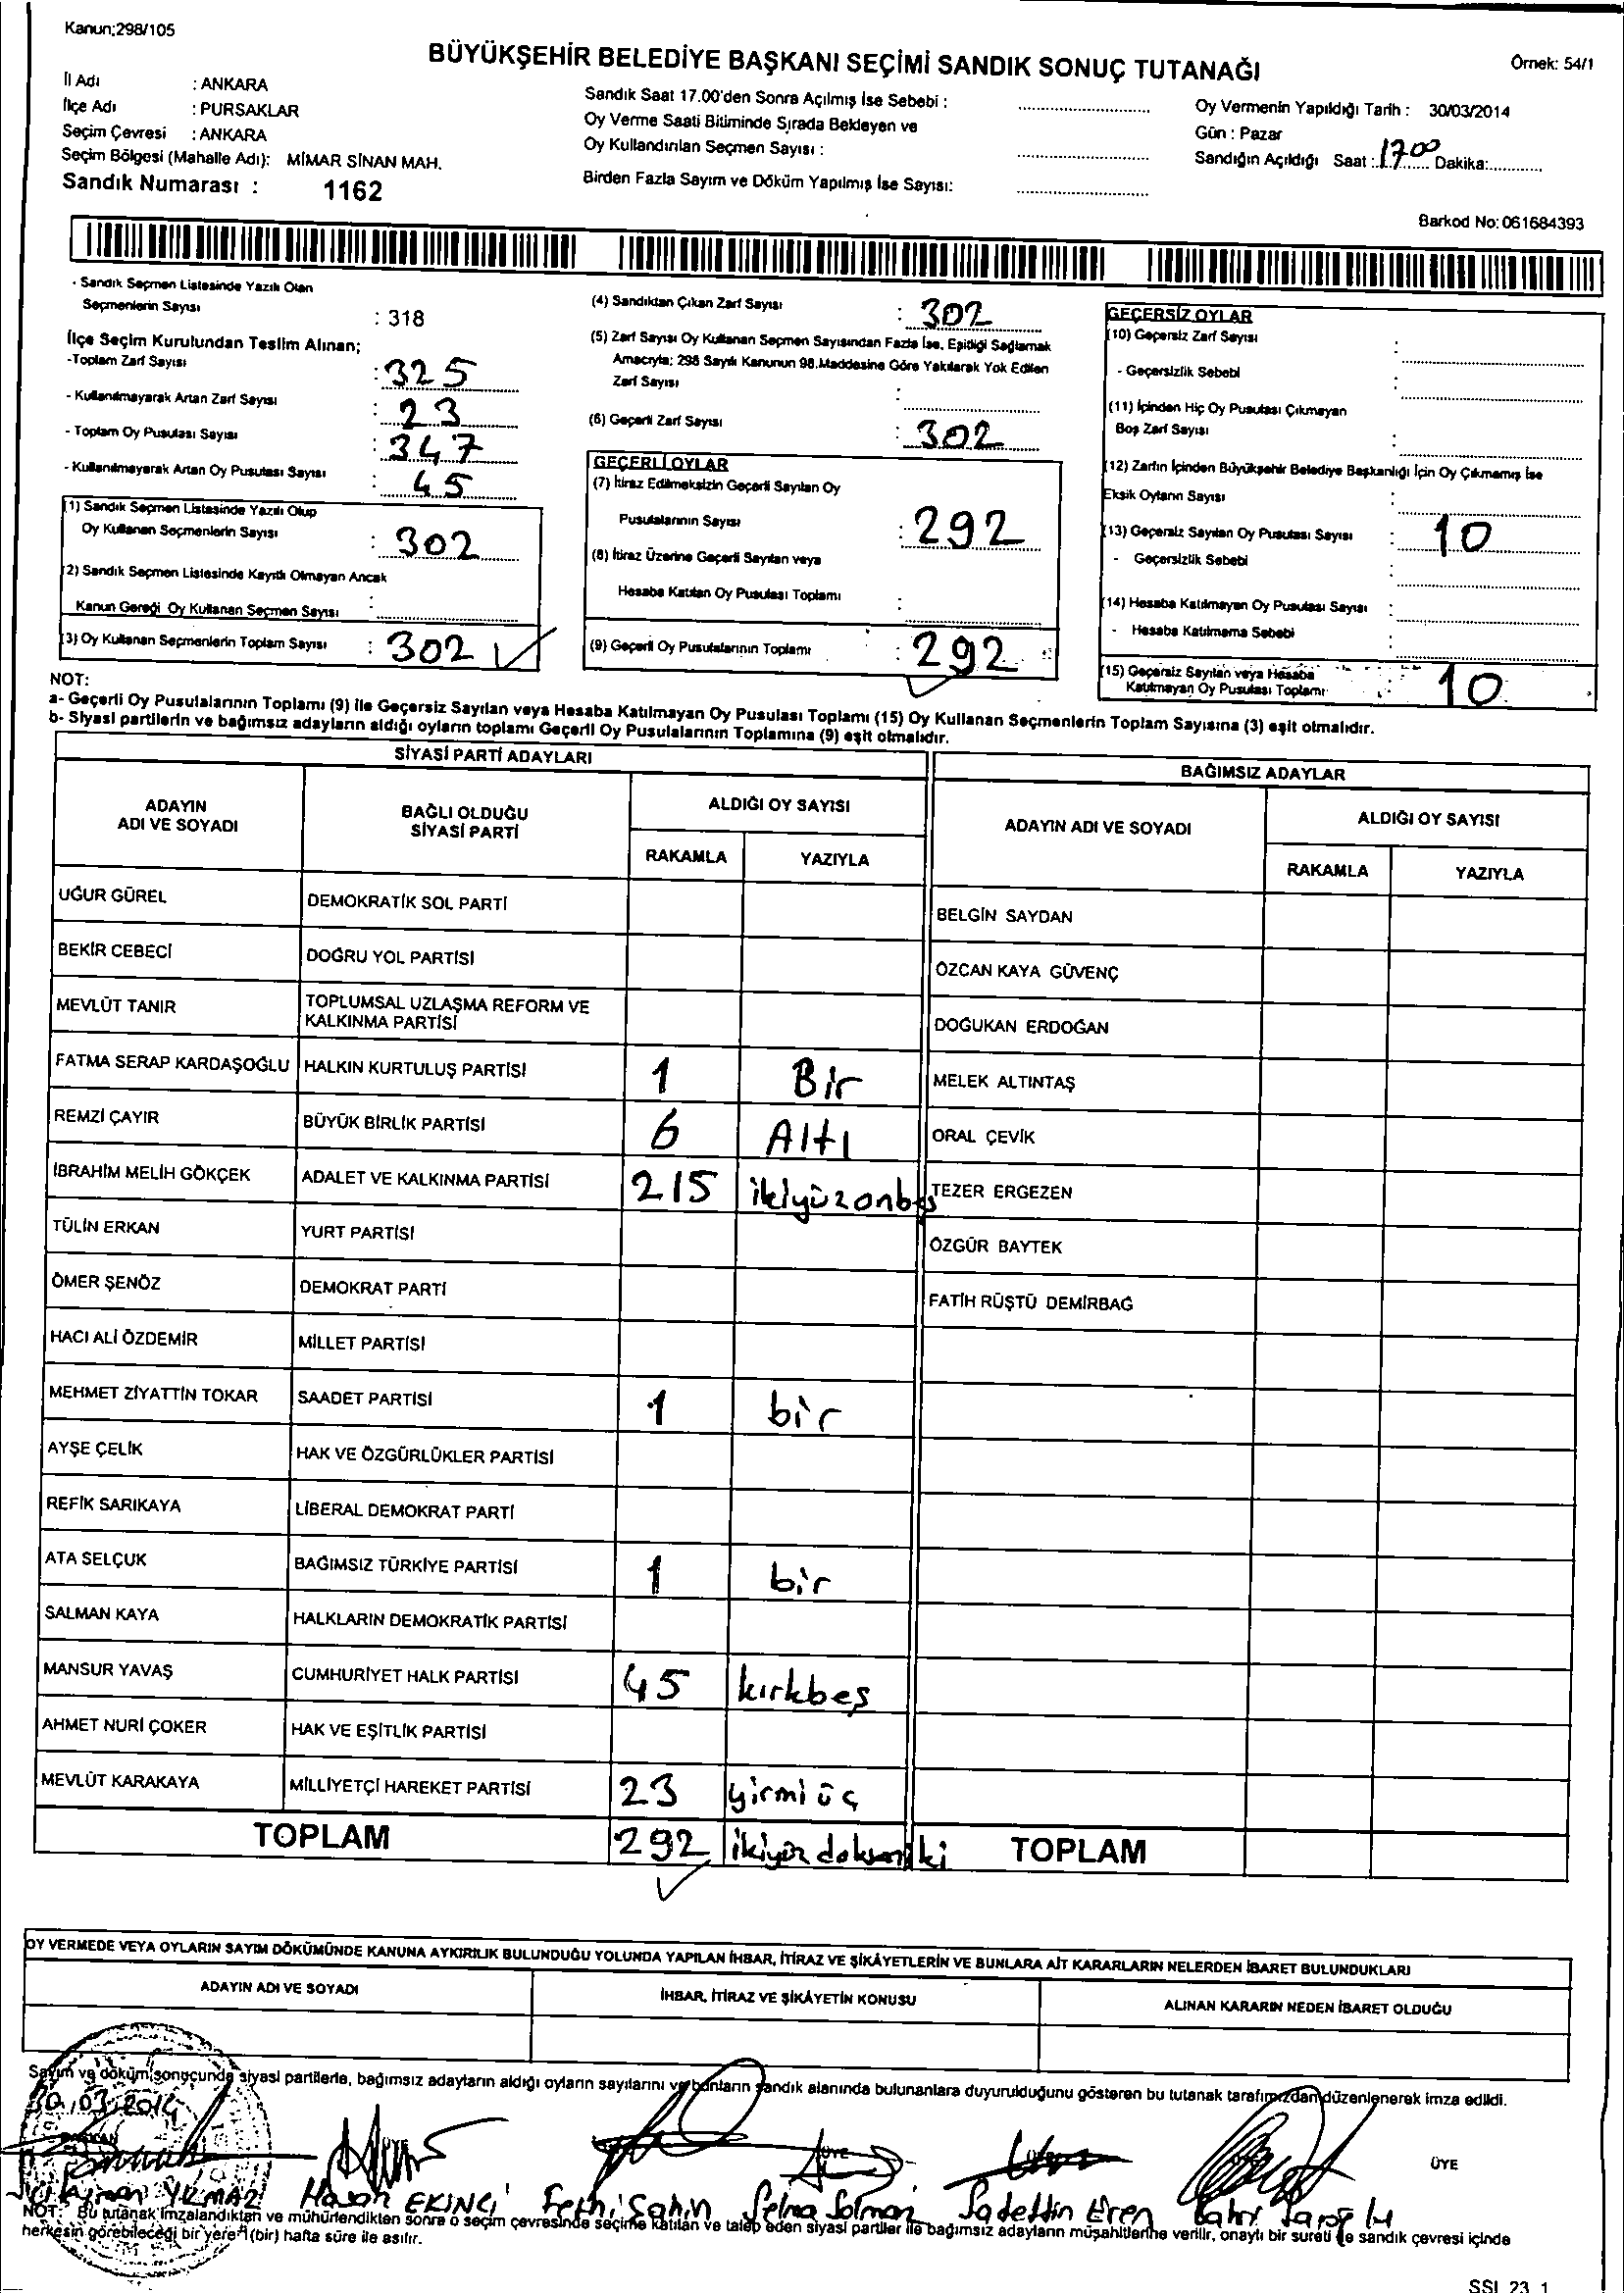 Kanun:298/105
BÜYÜKŞEHİR BELEDİYE BAŞKANI SEÇİMİ SANDIK SONUÇ TUTANAĞI
Örnek: 54/1
İl Adı : ANKARA
İlçe Adı : PURSAKLAR
Seçim Çevresi : ANKARA
Seçim Bölgesi (Mahalle Adı): MİMAR SİNAN MAH.
Sandık Numarası : 1162
Sandık Saat 17.00'den Sonra Açılmış İse Sebebi :
Oy Verme Saati Bitiminde Sırada Bekleyen ve
Oy Kullandırılan Seçmen Sayısı :
Birden Fazla Sayım ve Döküm Yapılmış İse Sayısı:
Oy Vermenin Yapıldığı Tarih : 30/03/2014
Gün : Pazar
Sandığın Açıldığı Saat : 1700 Dakika:
Barkod No: 061684393
- Sandık Seçmen Listesinde Yazılı Olan
Seçmenlerin Sayısı : 318
İlçe Seçim Kurulundan Teslim Alınan;
-Toplam Zarf Sayısı : 325
- Kullanılmayarak Artan Zarf Sayısı : 23
- Toplam Oy Pusulası Sayısı : 347
- Kullanılmayarak Artan Oy Pusulası Sayısı : 45
(1) Sandık Seçmen Listesinde Yazılı Olup
Oy Kullanan Seçmenlerin Sayısı : 302
(2) Sandık Seçmen Listesinde Kayıtlı Olmayan Ancak
Kanun Gereği Oy Kullanan Seçmen Sayısı :
(3) Oy Kullanan Seçmenlerin Toplam Sayısı : 302
(4) Sandıktan Çıkan Zarf Sayısı : 302
(5) Zarf Sayısı Oy Kullanan Seçmen Sayısından Fazla İse, Eşitliği Sağlamak
Amacıyla; 298 Sayılı Kanunun 98.Maddesine Göre Yakılarak Yok Edilen
Zarf Sayısı :
(6) Geçerli Zarf Sayısı : 302
GEÇERLİ OYLAR
(7) İtiraz Edilmeksizin Geçerli Sayılan Oy
Pusulalarının Sayısı : 292
(8) İtiraz Üzerine Geçerli Sayılan veya
Hesaba Katılan Oy Pusulası Toplamı :
(9) Geçerli Oy Pusulalarının Toplamı : 292
GEÇERSİZ OYLAR
(10) Geçersiz Zarf Sayısı :
- Geçersizlik Sebebi :
(11) İçinden Hiç Oy Pusulası Çıkmayan
Boş Zarf Sayısı :
(12) Zarfın İçinden Büyükşehir Belediye Başkanlığı İçin Oy Çıkmamış İse
Eksik Oyların Sayısı :
(13) Geçersiz Sayılan Oy Pusulası Sayısı : 10
- Geçersizlik Sebebi :
(14) Hesaba Katılmayan Oy Pusulası Sayısı :
- Hesaba Katılmama Sebebi :
(15) Geçersiz Sayılan veya Hesaba
Katılmayan Oy Pusulası Toplamı : 10
NOT:
a- Geçerli Oy Pusulalarının Toplamı (9) ile Geçersiz Sayılan veya Hesaba Katılmayan Oy Pusulası Toplamı (15) Oy Kullanan Seçmenlerin Toplam Sayısına (3) eşit olmalıdır.
b- Siyasi partilerin ve bağımsız adayların aldığı oyların toplamı Geçerli Oy Pusulalarının Toplamına (9) eşit olmalıdır.
SİYASİ PARTİ ADAYLARI
ADAYIN ADI VE SOYADI
BAĞLI OLDUĞU SİYASİ PARTİ
ALDIĞI OY SAYISI
RAKAMLA YAZIYLA
UĞUR GÜREL DEMOKRATİK SOL PARTİ
BEKİR CEBECİ DOĞRU YOL PARTİSİ
MEVLÜT TANIR TOPLUMSAL UZLAŞMA REFORM VE
KALKINMA PARTİSİ
FATMA SERAP KARDAŞOĞLU HALKIN KURTULUŞ PARTİSİ 1 Bir
REMZİ ÇAYIR BÜYÜK BİRLİK PARTİSİ 6 Altı
İBRAHİM MELİH GÖKÇEK ADALET VE KALKINMA PARTİSİ 215 ikiyüzonbeş
TÜLİN ERKAN YURT PARTİSİ
ÖMER ŞENÖZ DEMOKRAT PARTİ
HACI ALİ ÖZDEMİR MİLLET PARTİSİ
MEHMET ZİYATTİN TOKAR SAADET PARTİSİ 1 bir
AYŞE ÇELİK HAK VE ÖZGÜRLÜKLER PARTİSİ
REFİK SARIKAYA LİBERAL DEMOKRAT PARTİ
ATA SELÇUK BAĞIMSIZ TÜRKİYE PARTİSİ 1 bir
SALMAN KAYA HALKLARIN DEMOKRATİK PARTİSİ
MANSUR YAVAŞ CUMHURİYET HALK PARTİSİ 45 kırkbeş
AHMET NURİ ÇOKER HAK VE EŞİTLİK PARTİSİ
MEVLÜT KARAKAYA MİLLİYETÇİ HAREKET PARTİSİ 23 yirmi üç
TOPLAM 292 ikiyüz doksan iki
BAĞIMSIZ ADAYLAR
ADAYIN ADI VE SOYADI
ALDIĞI OY SAYISI
RAKAMLA YAZIYLA
BELGİN SAYDAN
ÖZCAN KAYA GÜVENÇ
DOĞUKAN ERDOĞAN
MELEK ALTINTAŞ
ORAL ÇEVİK
TEZER ERGEZEN
ÖZGÜR BAYTEK
FATİH RÜŞTÜ DEMİRBAĞ
TOPLAM
OY VERMEDE VEYA OYLARIN SAYIM DÖKÜMÜNDE KANUNA AYKIRILIK BULUNDUĞU YOLUNDA YAPILAN İHBAR, İTİRAZ VE ŞİKÂYETLERİN VE BUNLARA AİT KARARLARIN NELERDEN İBARET BULUNDUKLARI
ADAYIN ADI VE SOYADI
İHBAR, İTİRAZ VE ŞİKÂYETİN KONUSU
ALINAN KARARIN NEDEN İBARET OLDUĞU
Sayım ve döküm sonucunda siyasi partilerle, bağımsız adayların aldığı oyların sayılarını ve bunların sandık alanında bulunanlara duyurulduğunu gösteren bu tutanak tarafımızdan düzenlenerek imza edildi.
30.03.2014
BAŞKAN ÜYE ÜYE ÜYE
YILMAZ Hasan EKİNCİ Fethi Şahin Selma Solmaz Sadettin Eren
NOT: Bu tutanak imzalandıktan ve mühürlendikten sonra o seçim çevresinde seçime katılan ve talep eden siyasi partiler ile bağımsız adayların müşahitlerine verilir, onaylı bir sureti de sandık çevresi içinde
herkesin görebileceği bir yere 1 (bir) hafta süre ile asılır.
SSI 23 1